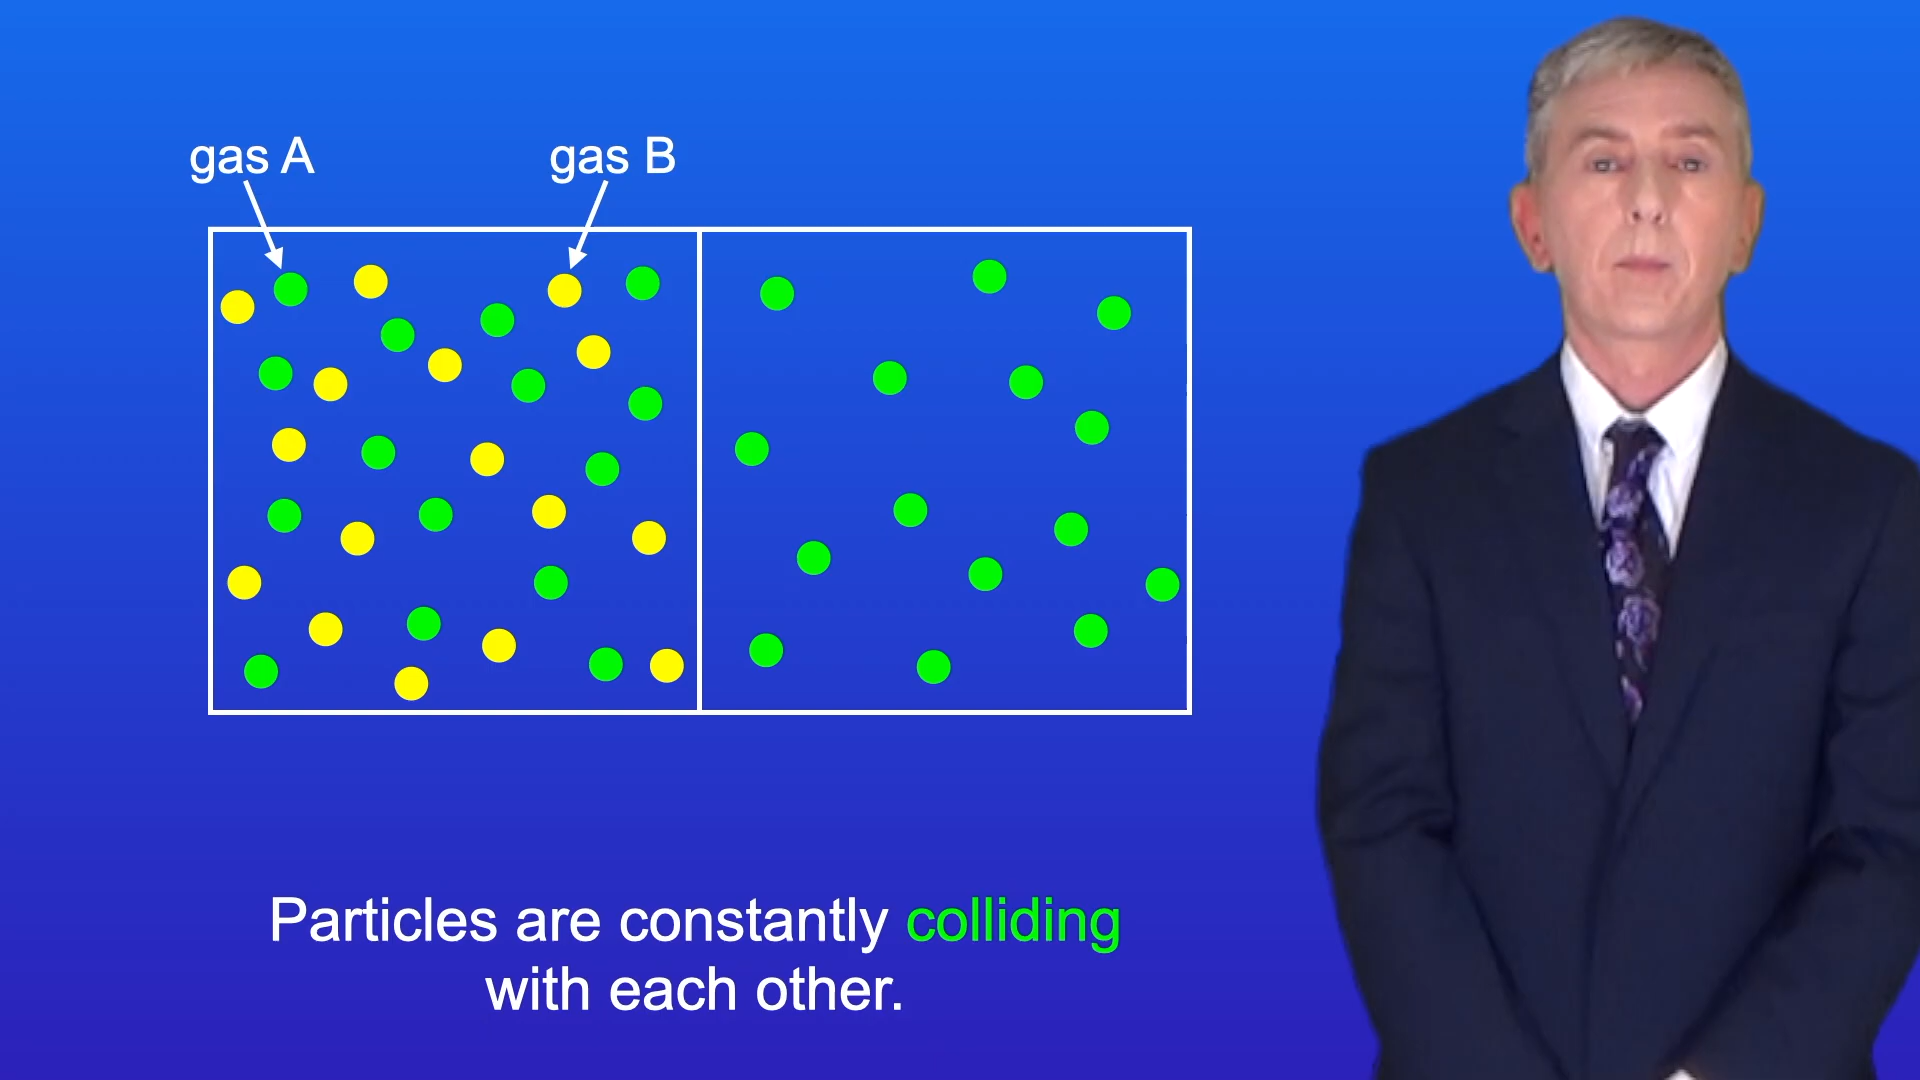 gas A
gas B
Particles are constantly colliding
with each other.